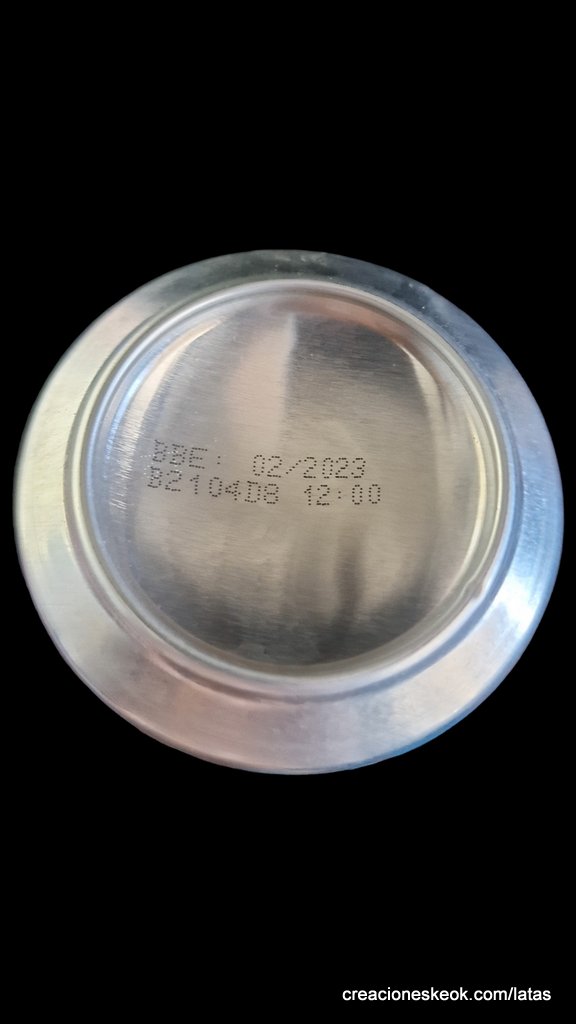 BBE: 02/2023
B2104D8 12:00
creacioneskeok.com/latas